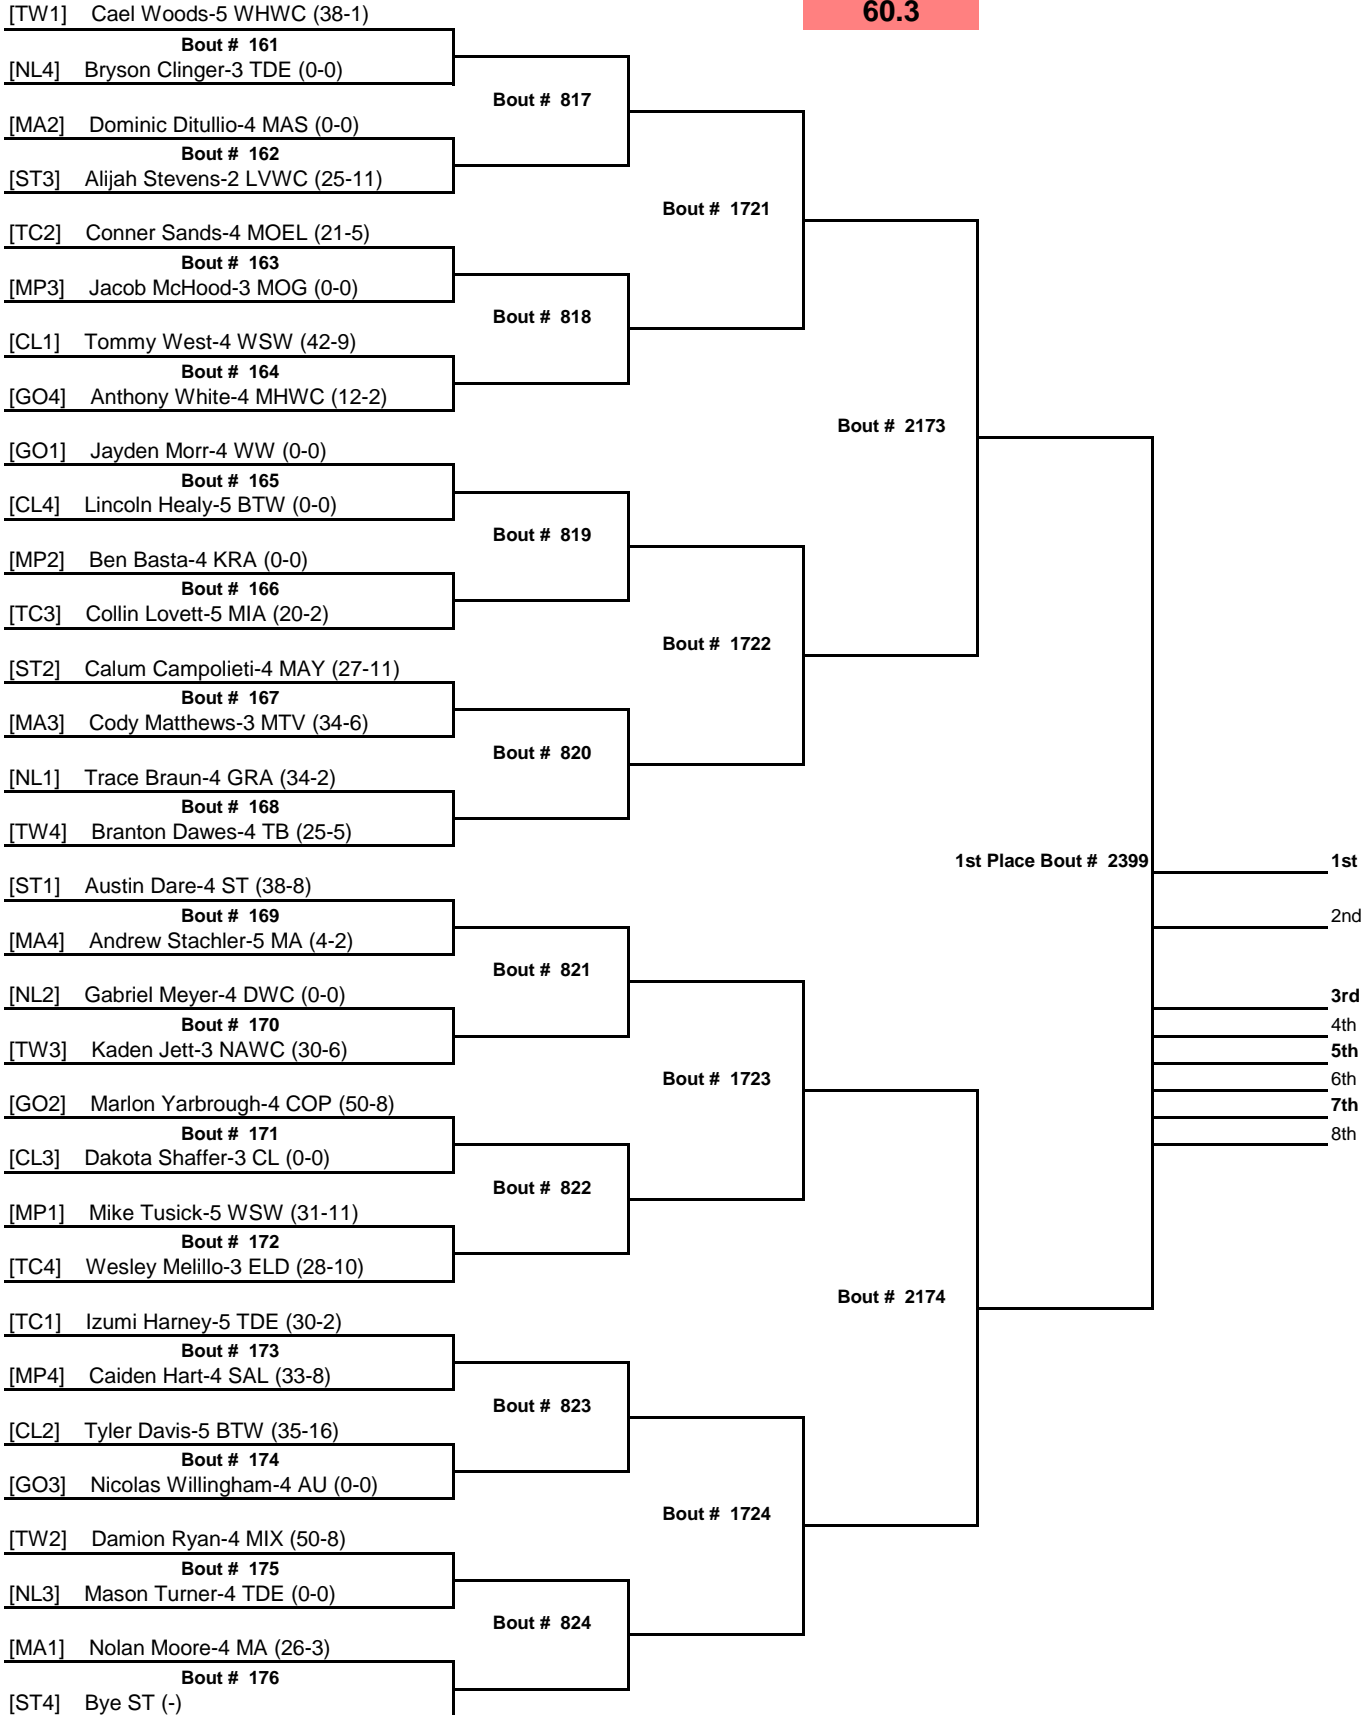 [TW1] Cael Woods-5 WHWC (38-1)
60.3
Bout # 161
[NL4] Bryson Clinger-3 TDE (0-0)
Bout # 817
[MA2] Dominic Ditullio-4 MAS (0-0)
Bout # 162
[ST3] Alijah Stevens-2 LVWC (25-11)
Bout # 1721
[TC2] Conner Sands-4 MOEL (21-5)
Bout # 163
[MP3] Jacob McHood-3 MOG (0-0)
Bout # 818
[CL1] Tommy West-4 WSW (42-9)
Bout # 164
[GO4] Anthony White-4 MHWC (12-2)
Bout # 2173
[GO1] Jayden Morr-4 WW (0-0)
Bout # 165
[CL4] Lincoln Healy-5 BTW (0-0)
Bout # 819
[MP2] Ben Basta-4 KRA (0-0)
Bout # 166
[TC3] Collin Lovett-5 MIA (20-2)
Bout # 1722
[ST2] Calum Campolieti-4 MAY (27-11)
Bout # 167
[MA3] Cody Matthews-3 MTV (34-6)
Bout # 820
[NL1] Trace Braun-4 GRA (34-2)
Bout # 168
[TW4] Branton Dawes-4 TB (25-5)
1st Place Bout # 2399
1st
[ST1] Austin Dare-4 ST (38-8)
Bout # 169
2nd
[MA4] Andrew Stachler-5 MA (4-2)
Bout # 821
[NL2] Gabriel Meyer-4 DWC (0-0)
3rd
Bout # 170
4th
[TW3] Kaden Jett-3 NAWC (30-6)
5th
Bout # 1723
6th
[GO2] Marlon Yarbrough-4 COP (50-8)
7th
Bout # 171
8th
[CL3] Dakota Shaffer-3 CL (0-0)
Bout # 822
[MP1] Mike Tusick-5 WSW (31-11)
Bout # 172
[TC4] Wesley Melillo-3 ELD (28-10)
Bout # 2174
[TC1] Izumi Harney-5 TDE (30-2)
Bout # 173
[MP4] Caiden Hart-4 SAL (33-8)
Bout # 823
[CL2] Tyler Davis-5 BTW (35-16)
Bout # 174
[GO3] Nicolas Willingham-4 AU (0-0)
Bout # 1724
[TW2] Damion Ryan-4 MIX (50-8)
Bout # 175
[NL3] Mason Turner-4 TDE (0-0)
Bout # 824
[MA1] Nolan Moore-4 MA (26-3)
Bout # 176
[ST4] Bye ST (-)